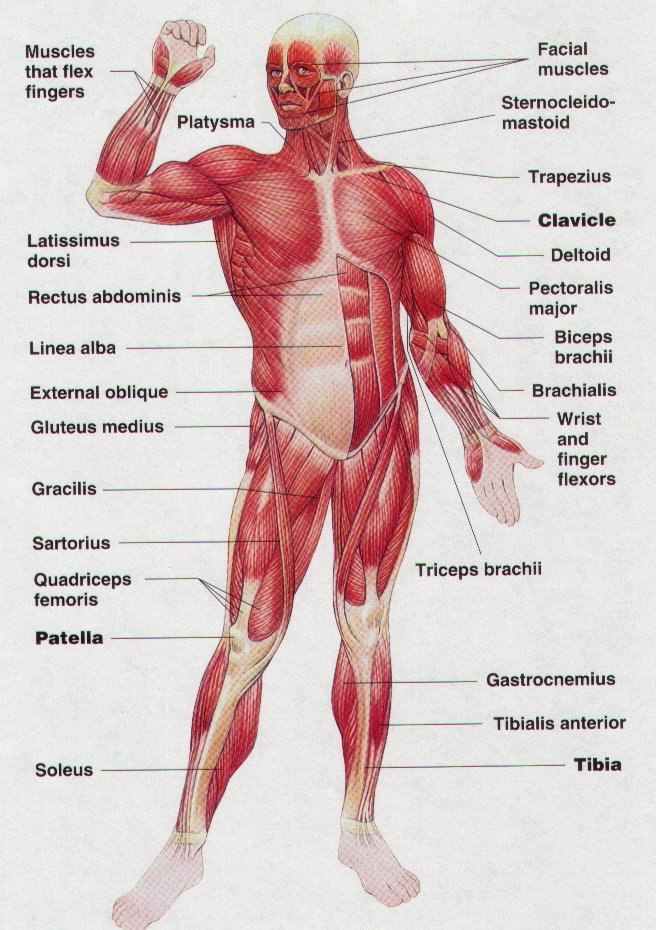 Muscles
that flex
fingers
Platysma
Latissimus
dorsi
Rectus abdominis
Linea alba
External oblique
Gluteus medius
Gracilis
Sartorius
Quadriceps
femoris
Patella
Soleus
Facial
muscles
Sternocleido-
mastoid
Trapezius
Clavicle
Deltoid
Pectoralis
major
Biceps
brachii
Brachialis
Wrist
and
finger
flexors
Triceps brachii
Gastrocnemius
Tibialis anterior
Tibia